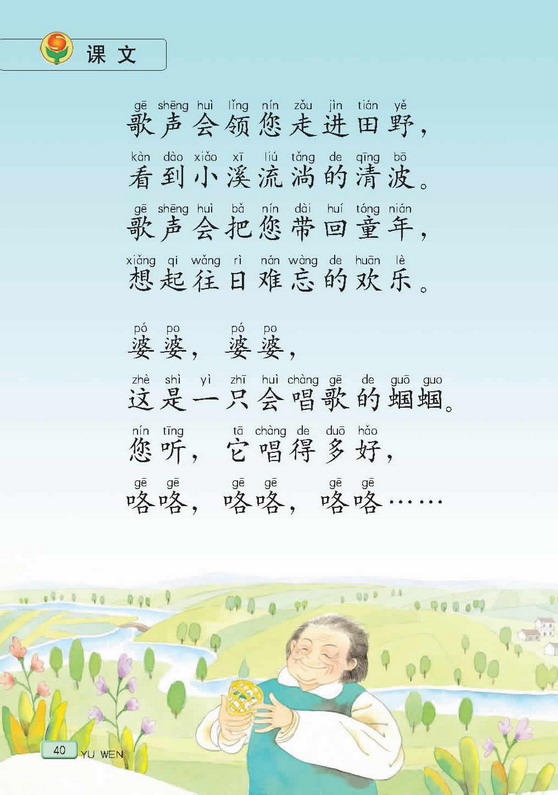 课文
gē shēng huì lǐng nín zǒu jìn tián yě
歌声会领您走进田野，
kàn dào xiǎo xī liú tǎng de qīng bō
看到小溪流淌的清波。
gē shēng huì bǎ nín dài huí tóng nián
歌声会把您带回童年，
xiǎng qi wǎng rì nán wàng de huān lè
想起往日难忘的欢乐。
pó po pó po
婆婆，婆婆，
zhè shì yì zhī huì chàng gē de guō guo
这是一只会唱歌的蝈蝈。
nín tīng tā chàng de duō hǎo
您听，它唱得多好，
gē gē gē gē gē gē
咯咯，咯咯，咯咯……
40 YU WEN